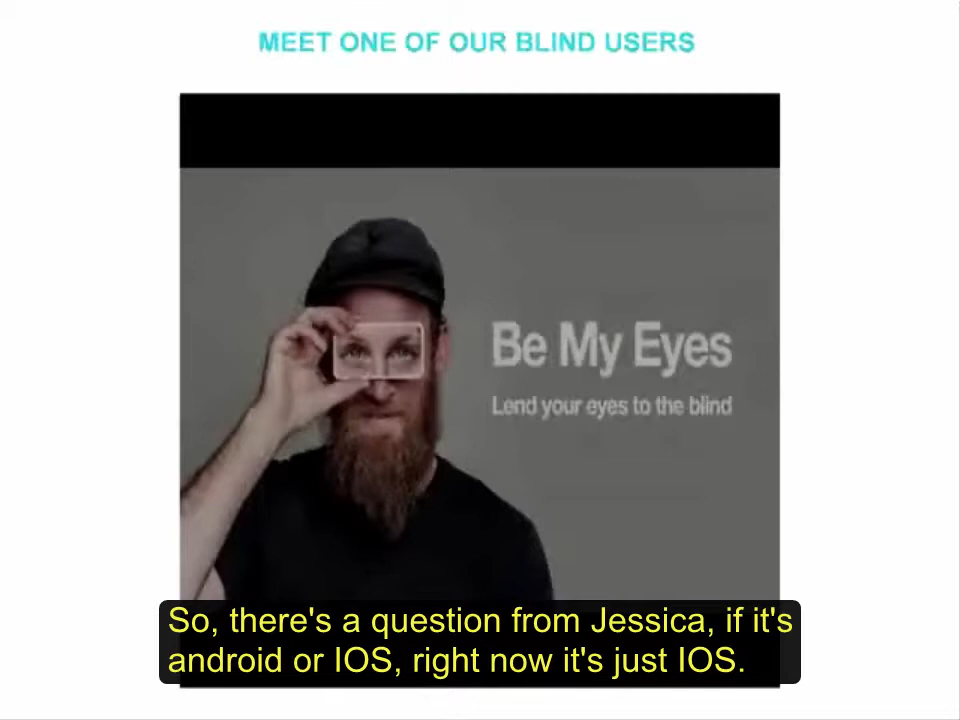 MEET ONE OF OUR BLIND USERS
Be My Eyes
Lend your eyes to the blind
So, there's a question from Jessica, if it's
android or IOS, right now it's just IOS.